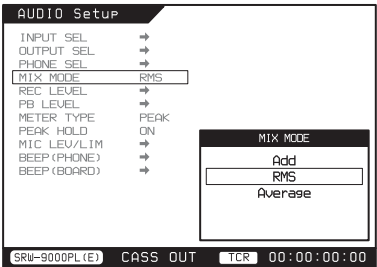 AUDIO Setup
INPUT SEL ➔
OUTPUT SEL ➔
PHONE SEL ➔
MIX MODE RMS
REC LEVEL ➔
PB LEVEL ➔
METER TYPE PEAK
PEAK HOLD ON
MIC LEV/LIM ➔
BEEP(PHONE) ➔
BEEP(BOARD) ➔
MIX MODE
Add
RMS
Average
SRW-9000PL(E) CASS OUT TCR 00:00:00:00